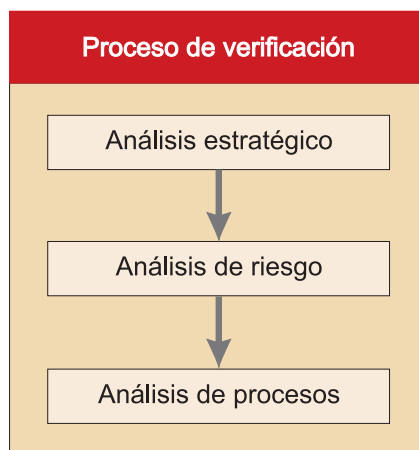 Proceso de verificación
Análisis estratégico
Análisis de riesgo
Análisis de procesos